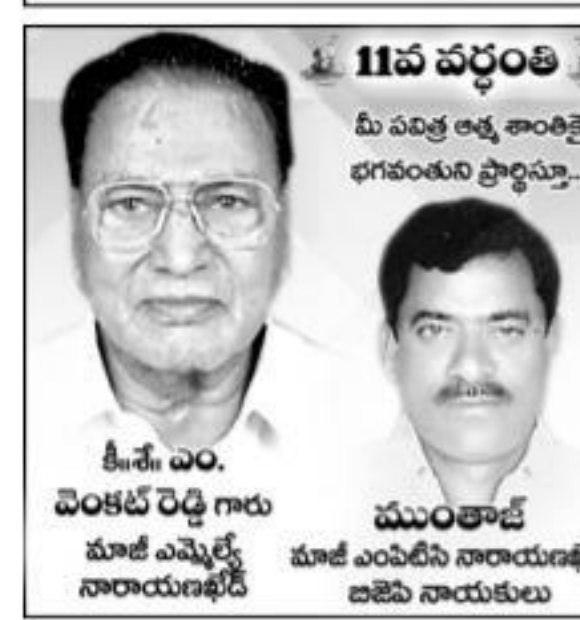 11వ వర్ధంతి
మీ పవిత్ర ఆత్మ శాంతికై
భగవంతుని ప్రార్థిస్తూ..
కీ॥శే॥ ఎం.
వెంకట్ రెడ్డి గారు
మాజీ ఎమ్మెల్యే
నారాయణఖేడ్
ముంతాజ్
మాజీ ఎంపిటీసి నారాయణఖే
బిజెపి నాయకులు